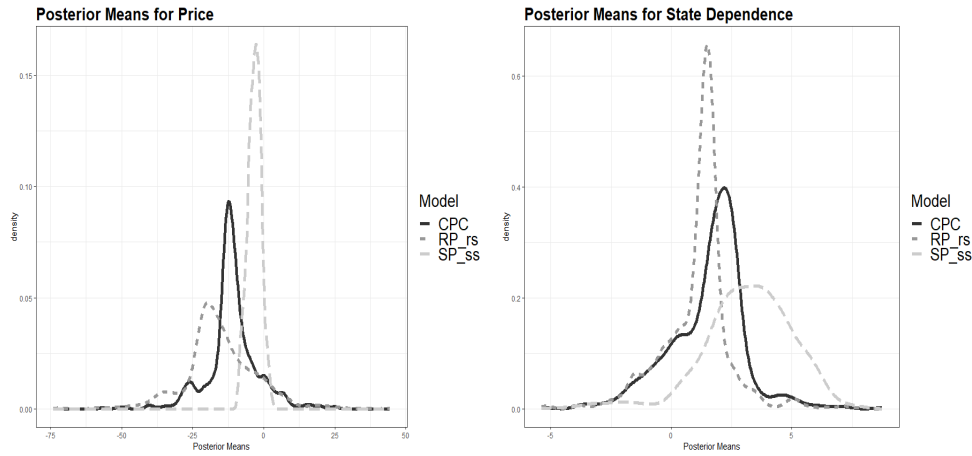 Posterior Means for Price
0.15
0.10
0.05
0.00
density
-75
-50
-25
0
25
50
Posterior Means
Model
CPC
RP_rs
SP_ss
Posterior Means for State Dependence
0.6
0.4
0.2
0.0
density
-5
0
5
Posterior Means
Model
CPC
RP_rs
SP_ss